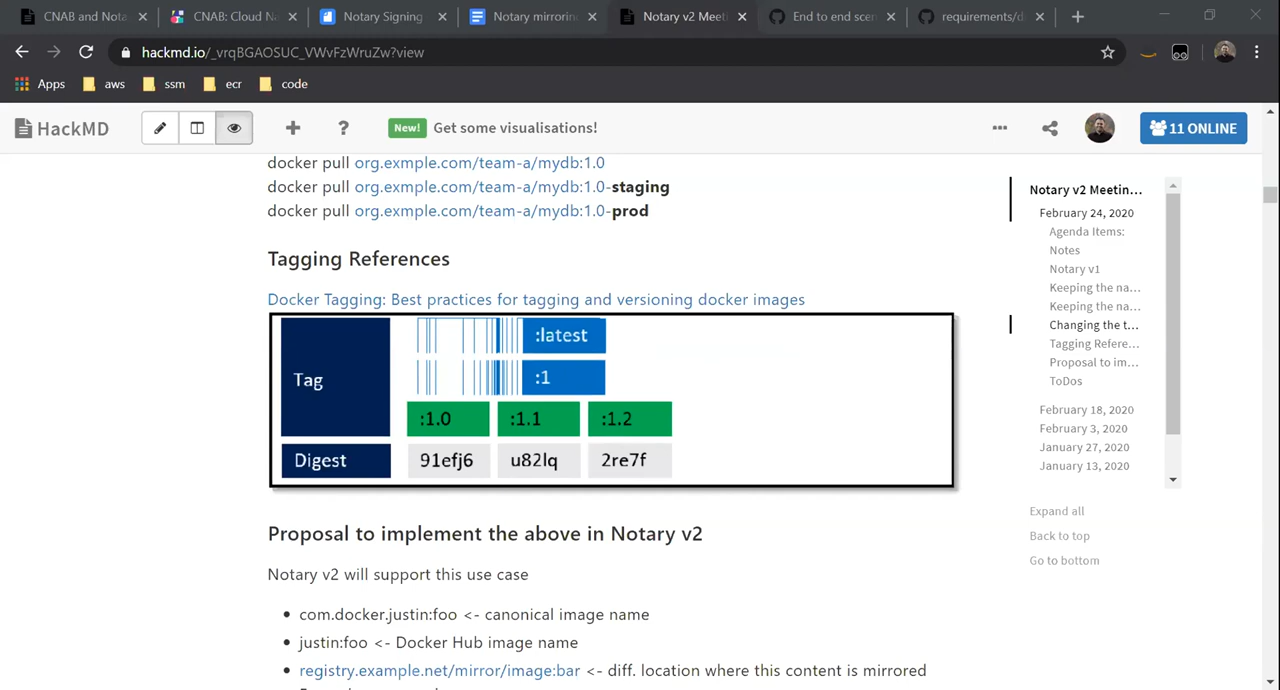 CNAB and Nota
CNAB: Cloud N
Notary Signing
Notary mirrorin
Notary v2 Meet
End to end scen
requirements/di
hackmd.io/_vrqBGAOSUC_VWvFzWruZw?view
Apps
aws
ssm
ecr
code
HackMD
?
New!
Get some visualisations!
11 ONLINE
docker pull org.exmple.com/team-a/mydb:1.0
docker pull org.exmple.com/team-a/mydb:1.0-staging
docker pull org.exmple.com/team-a/mydb:1.0-prod
Tagging References
Docker Tagging: Best practices for tagging and versioning docker images
Tag
:latest
:1
:1.0 :1.1 :1.2
Digest 91efj6 u82lq 2re7f
Proposal to implement the above in Notary v2
Notary v2 will support this use case
• com.docker.justin:foo <- canonical image name
• justin:foo <- Docker Hub image name
• registry.example.net/mirror/image:bar <- diff. location where this content is mirrored
Notary v2 Meetin...
February 24, 2020
Agenda Items:
Notes
Notary v1
Keeping the na...
Keeping the na...
Changing the t...
Tagging Refere...
Proposal to im...
ToDos
February 18, 2020
February 3, 2020
January 27, 2020
January 13, 2020
Expand all
Back to top
Go to bottom